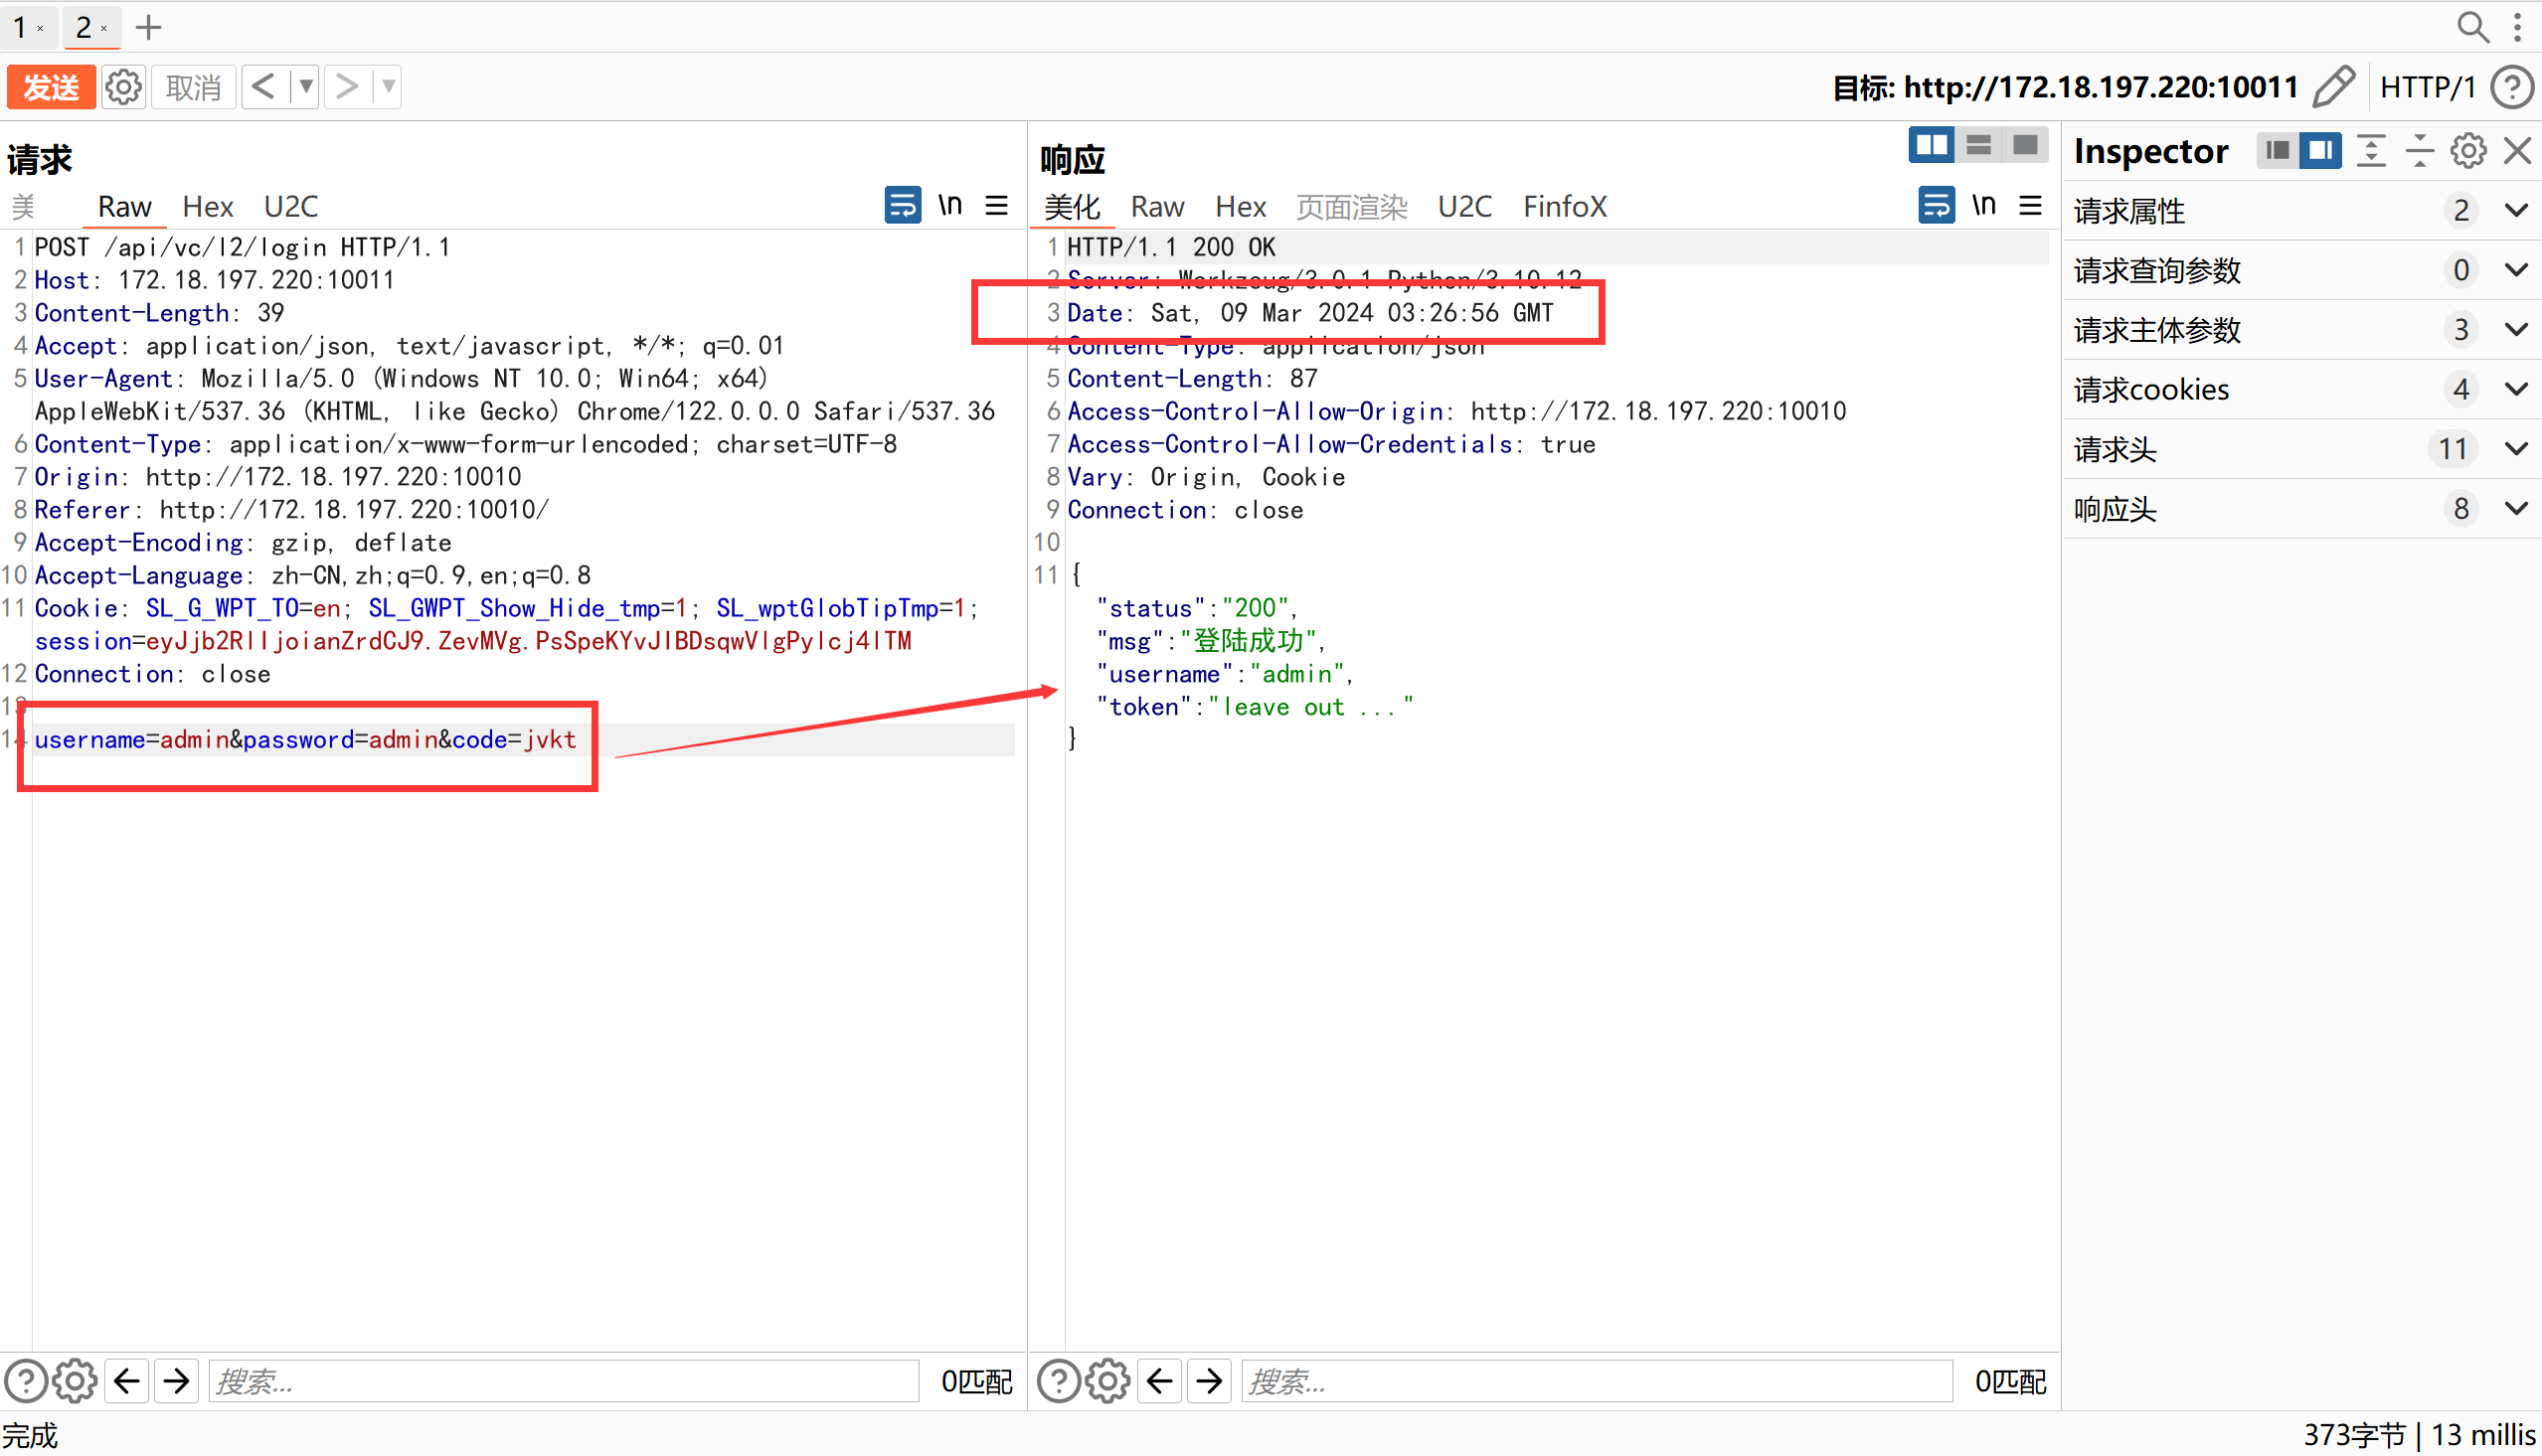 1 × 2 × +
发送 取消 < ▼ > ▼ 目标: http://172.18.197.220:10011 HTTP/1
请求
美 Raw Hex U2C \n
1 POST /api/vc/l2/login HTTP/1.1
2 Host: 172.18.197.220:10011
3 Content-Length: 39
4 Accept: application/json, text/javascript, */*; q=0.01
5 User-Agent: Mozilla/5.0 (Windows NT 10.0; Win64; x64)
AppleWebKit/537.36 (KHTML, like Gecko) Chrome/122.0.0.0 Safari/537.36
6 Content-Type: application/x-www-form-urlencoded; charset=UTF-8
7 Origin: http://172.18.197.220:10010
8 Referer: http://172.18.197.220:10010/
9 Accept-Encoding: gzip, deflate
10 Accept-Language: zh-CN,zh;q=0.9,en;q=0.8
11 Cookie: SL_G_WPT_TO=en; SL_GWPT_Show_Hide_tmp=1; SL_wptGlobTipTmp=1;
session=eyJjb2RlIjoianZrdCJ9.ZevMVg.PsSpeKYvJIBDsqwVlgPylcj4lTM
12 Connection: close
13
14 username=admin&password=admin&code=jvkt
搜索... 0匹配
响应
美化 Raw Hex 页面渲染 U2C FinfoX \n
1 HTTP/1.1 200 OK
2 Server: Werkzeug/3.0.1 Python/3.10.12
3 Date: Sat, 09 Mar 2024 03:26:56 GMT
4 Content-Type: application/json
5 Content-Length: 87
6 Access-Control-Allow-Origin: http://172.18.197.220:10010
7 Access-Control-Allow-Credentials: true
8 Vary: Origin, Cookie
9 Connection: close
10
11 {
"status":"200",
"msg":"登陆成功",
"username":"admin",
"token":"leave out ..."
}
搜索... 0匹配
Inspector
请求属性 2
请求查询参数 0
请求主体参数 3
请求cookies 4
请求头 11
响应头 8
完成
373字节 | 13 millis